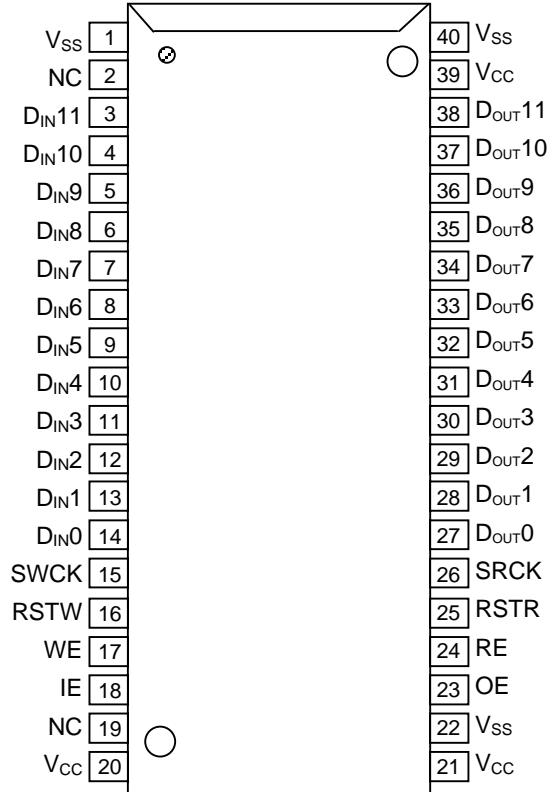 VSS 1 40 VSS
NC 2 39 VCC
DIN11 3 38 DOUT11
DIN10 4 37 DOUT10
DIN9 5 36 DOUT9
DIN8 6 35 DOUT8
DIN7 7 34 DOUT7
DIN6 8 33 DOUT6
DIN5 9 32 DOUT5
DIN4 10 31 DOUT4
DIN3 11 30 DOUT3
DIN2 12 29 DOUT2
DIN1 13 28 DOUT1
DIN0 14 27 DOUT0
SWCK 15 26 SRCK
RSTW 16 25 RSTR
WE 17 24 RE
IE 18 23 OE
NC 19 22 VSS
VCC 20 21 VCC